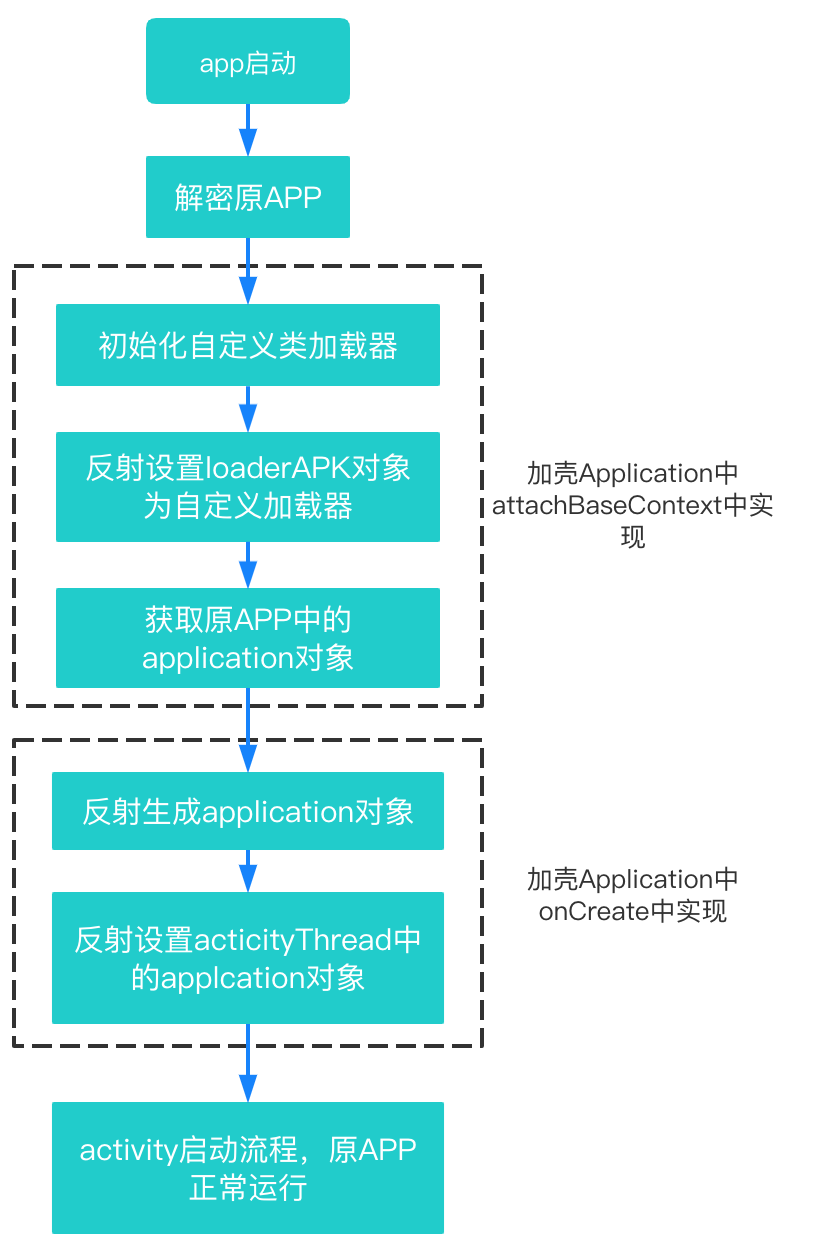 app启动
解密原APP
初始化自定义类加载器
反射设置loaderAPK对象
为自定义加载器
获取原APP中的
application对象
加壳Application中
attachBaseContext中实
现
反射生成application对象
反射设置acticityThread中
的applcation对象
加壳Application中
onCreate中实现
activity启动流程，原APP
正常运行